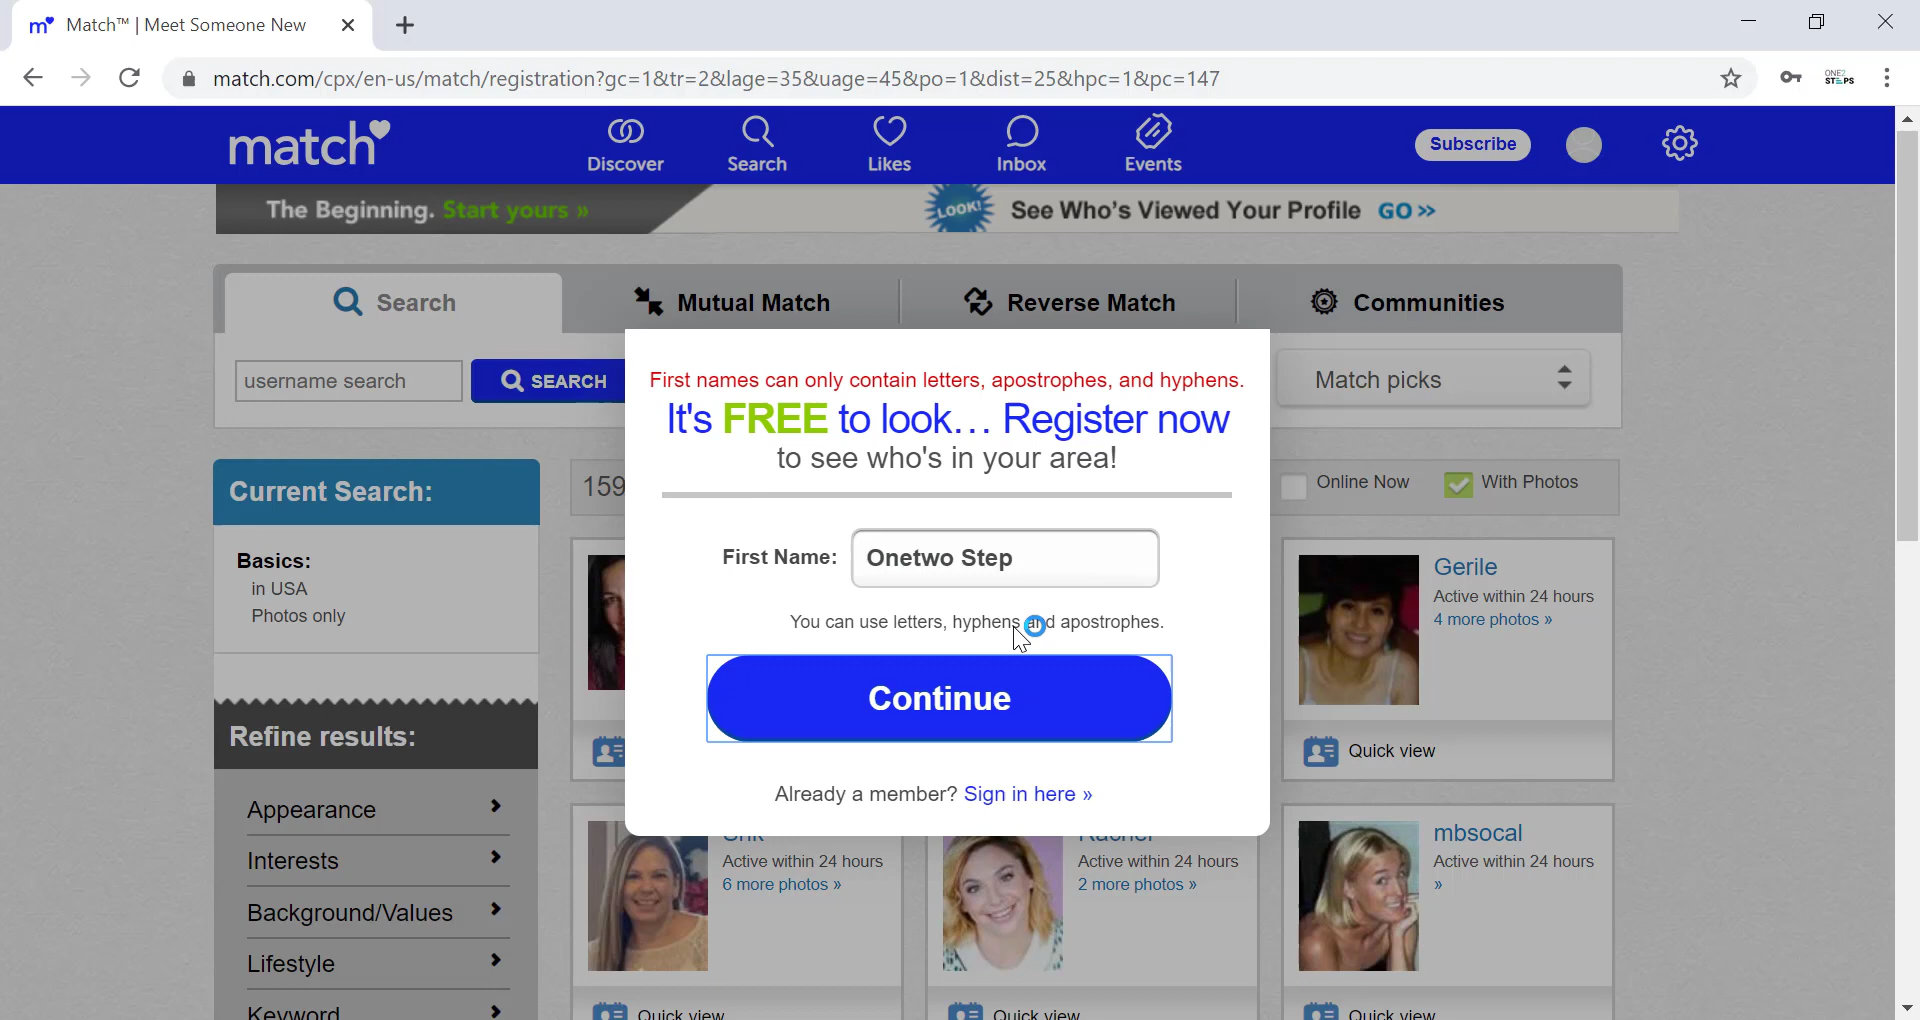 Match™ | Meet Someone New
match.com/cpx/en-us/match/registration?gc=1&tr=2&lage=35&uage=45&po=1&dist=25&hpc=1&pc=147
ONE2
STEPS
match
Discover
Search
Likes
Inbox
Events
Subscribe
The Beginning. Start yours »
LOOK! See Who's Viewed Your Profile GO »
Search
Mutual Match
Reverse Match
Communities
username search
SEARCH
Match picks
First names can only contain letters, apostrophes, and hyphens.
It's FREE to look... Register now
to see who's in your area!
First Name: Onetwo Step
You can use letters, hyphens and apostrophes.
Continue
Already a member? Sign in here »
Current Search:
159
Online Now
With Photos
Basics:
in USA
Photos only
Gerile
Active within 24 hours
4 more photos »
Quick view
Refine results:
Appearance
Interests
Background/Values
Lifestyle
Keyword
Active within 24 hours
6 more photos »
Quick view
Rachel
Active within 24 hours
2 more photos »
Quick view
mbsocal
Active within 24 hours
»
Quick view